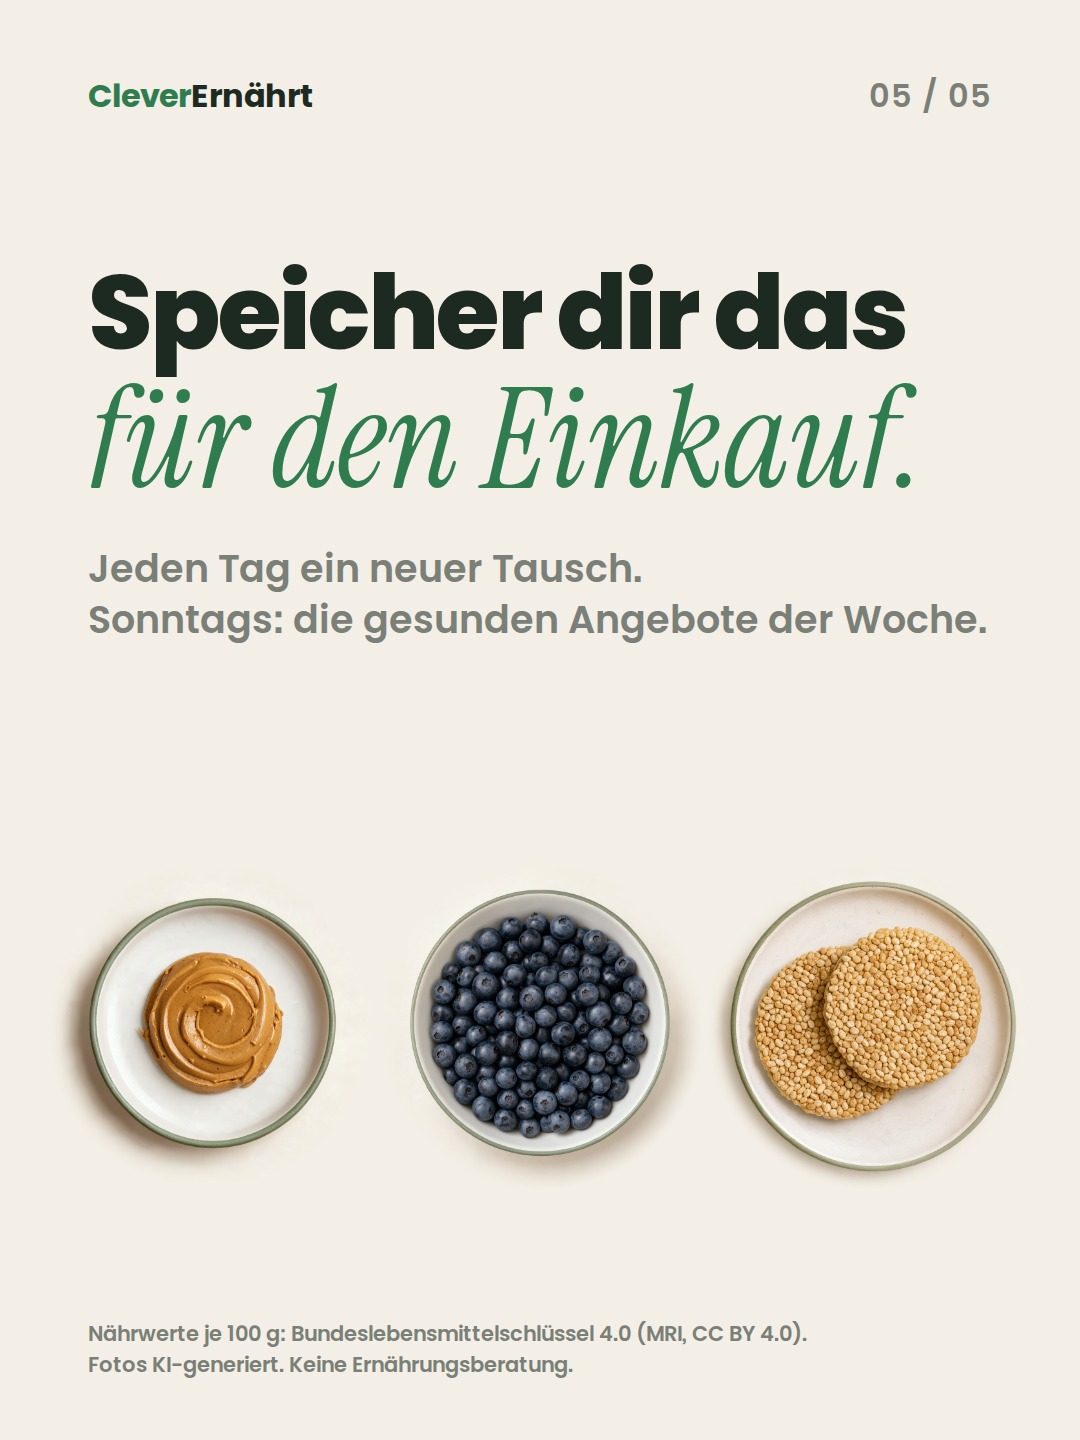 CleverErnährt
05 / 05
Speicher dir das
für den Einkauf.
Jeden Tag ein neuer Tausch.
Sonntags: die gesunden Angebote der Woche.
Nährwerte je 100 g: Bundeslebensmittelschlüssel 4.0 (MRI, CC BY 4.0).
Fotos KI-generiert. Keine Ernährungsberatung.